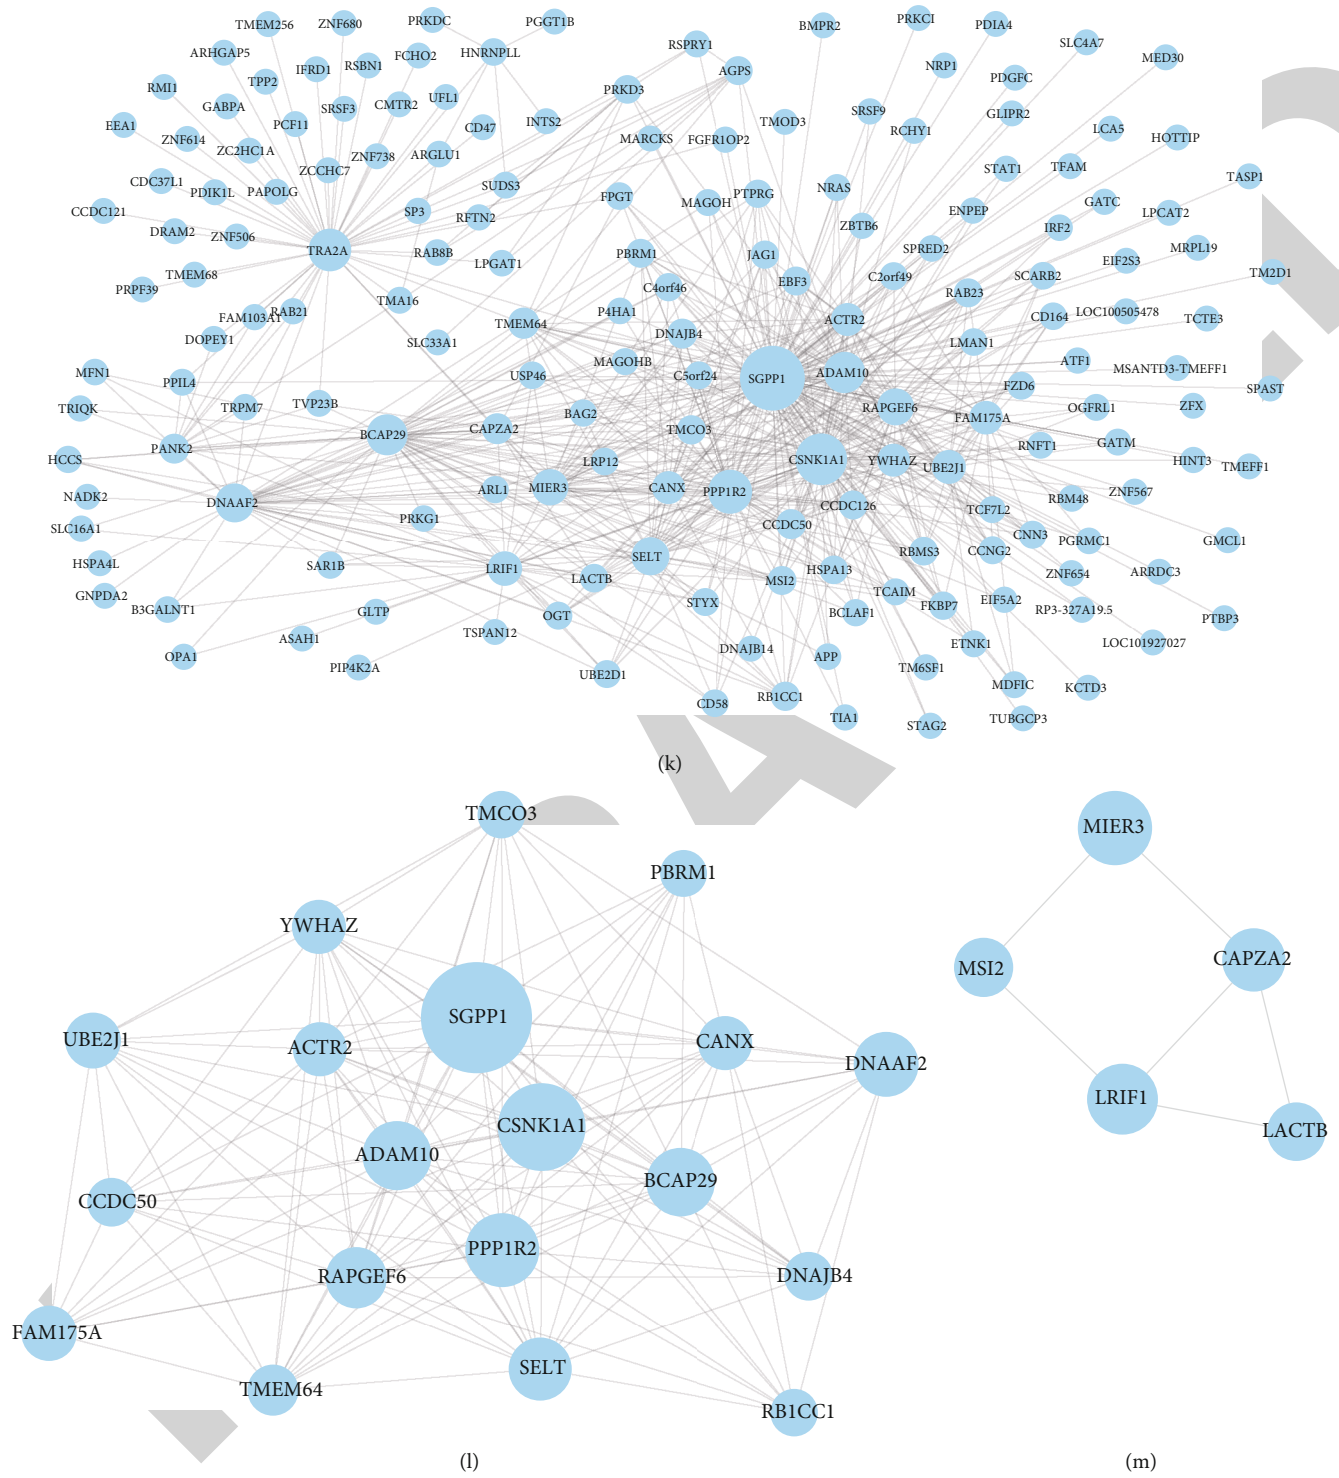 TMEM256
ZNF680
PRKDC
PGGT1B
BMPR2
PRKCI
PDIA4
SLC4A7
ARHGAP5
FCHO2
HNRNPLL
RSPRY1
MED30
RMI1
TPP2
IFRD1
RSBN1
AGPS
NRP1
PDGFC
GABPA
SRSF3
CMTR2
UFL1
PRKD3
EEA1
PCF11
CD47
INTS2
TMOD3
SRSF9
GLIPR2
ZNF614
ZC2HC1A
ZNF738
ARGLU1
MARCKS
FGFR1OP2
RCHY1
LCA5
HOTTIP
CDC37L1
PDIK1L
PAPOLG
ZCCHC7
SUDS3
FPGT
PTPRG
NRAS
STAT1
TFAM
TASP1
CCDC121
SP3
RFTN2
MAGOH
ZBTB6
ENPEP
GATC
LPCAT2
DRAM2
ZNF506
TRA2A
RAB8B
LPGAT1
PBRM1
JAG1
SPRED2
IRF2
MRPL19
PRPF39
TMEM68
C4orf46
EBF3
C2orf49
SCARB2
EIF2S3
TM2D1
FAM103A1
RAB21
TMA16
TMEM64
P4HA1
DNAJB4
ACTR2
RAB23
CD164
LOC100505478
TCTE3
DOPEY1
SLC33A1
MAGOHB
LMAN1
MFN1
PPIL4
USP46
C5orf24
SGPP1
ADAM10
ATF1
MSANTD3-TMEFF1
FZD6
SPAST
TRIQK
TRPM7
TVP23B
BCAP29
CAPZA2
BAG2
TMCO3
RAPGEF6
FAM175A
OGFRL1
ZFX
PANK2
HCCS
LRP12
CSNK1A1
YWHAZ
UBE2J1
RNFT1
GATM
HINT3
TMEFF1
NADK2
DNAAF2
ARL1
MIER3
CANX
PPP1R2
CCDC126
TCF7L2
RBM48
ZNF567
SLC16A1
PRKG1
CCDC50
CNN3
PGRMC1
GMCL1
HSPA4L
SAR1B
LRIF1
LACTB
SELT
MSI2
HSPA13
RBMS3
CCNG2
ZNF654
ARRDC3
GNPDA2
B3GALNT1
GLTP
OGT
STYX
BCLAF1
TCAIM
FKBP7
EIF5A2
RP3-327A19.5
PTBP3
OPA1
ASAH1
PIP4K2A
TSPAN12
UBE2D1
DNAJB14
APP
TM6SF1
ETNK1
LOC101927027
CD58
RB1CC1
TIA1
STAG2
MDFIC
TUBGCP3
KCTD3
(k)
TMCO3
PBRM1
YWHAZ
SGPP1
UBE2J1
ACTR2
CANX
DNAAF2
CSNK1A1
ADAM10
BCAP29
CCDC50
PPP1R2
RAPGEF6
DNAJB4
FAM175A
SELT
TMEM64
RB1CC1
(l)
MIER3
MSI2
CAPZA2
LRIF1
LACTB
(m)